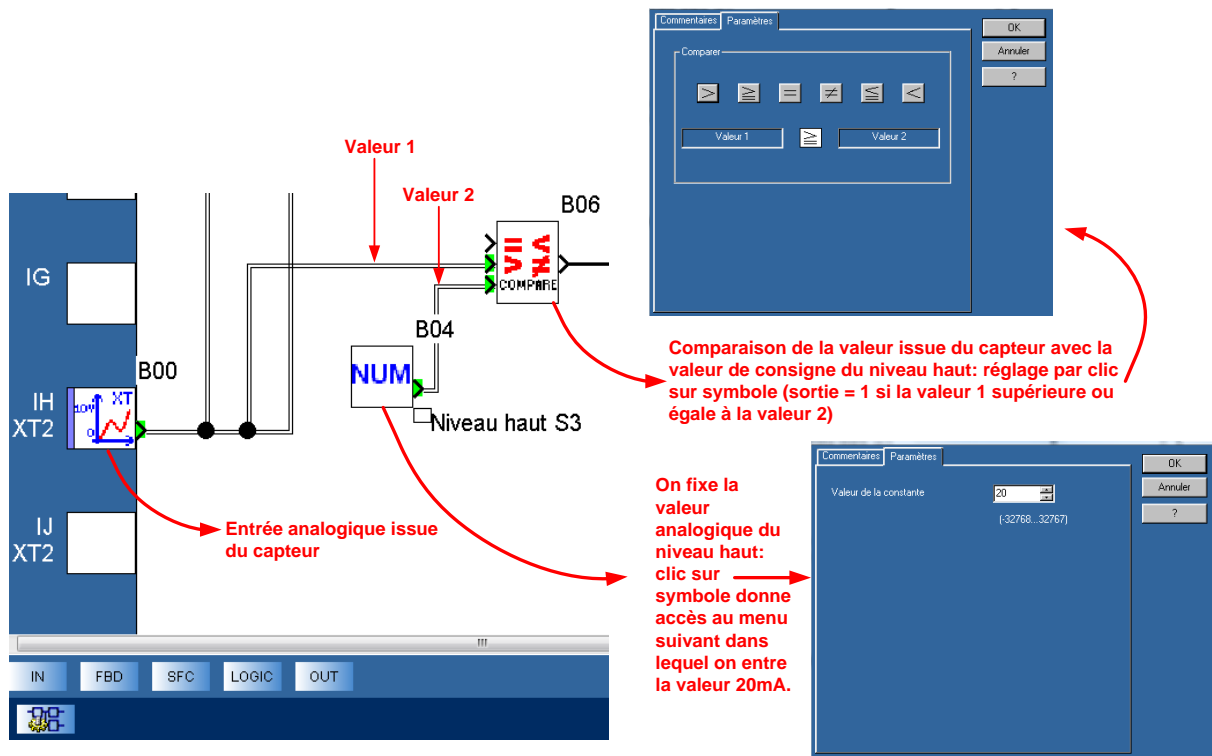 Commentaires
Paramètres
OK
Annuler
?
Comparer
>
≧
=
≠
≦
<
Valeur 1
≧
Valeur 2
Valeur 1
Valeur 2
B06
COMPARE
IG
B04
B00
NUM
IH
XT2
10V
XT
0
Niveau haut S3
Comparaison de la valeur issue du capteur avec la
valeur de consigne du niveau haut: réglage par clic
sur symbole (sortie = 1 si la valeur 1 supérieure ou
égale à la valeur 2)
IJ
XT2
Entrée analogique issue
du capteur
On fixe la
valeur
analogique du
niveau haut:
clic sur
symbole donne
accès au menu
suivant dans
lequel on entre
la valeur 20mA.
Commentaires
Paramètres
OK
Annuler
?
Valeur de la constante
20
(-32768...32767)
IN
FBD
SFC
LOGIC
OUT